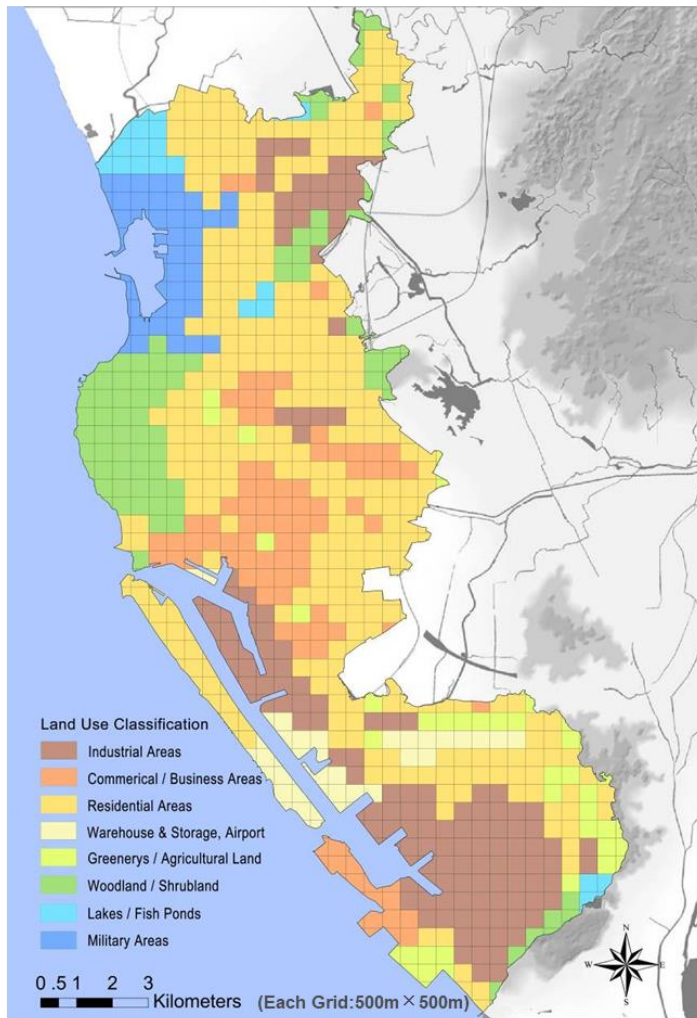 Land Use Classification
Industrial Areas
Commerical / Business Areas
Residential Areas
Warehouse & Storage, Airport
Greenerys / Agricultural Land
Woodland / Shrubland
Lakes / Fish Ponds
Military Areas
0 .5 1 2 3
Kilometers (Each Grid:500m×500m)
N
W E
S